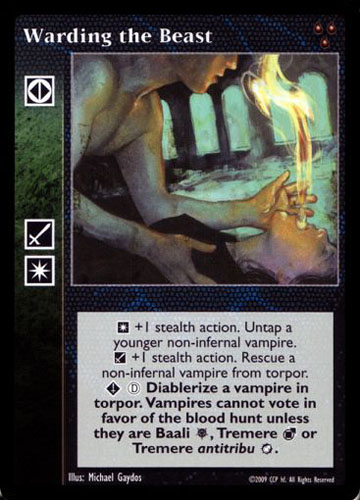 Warding the Beast
+1 stealth action. Untap a
younger non-infernal vampire.
+1 stealth action. Rescue a
non-infernal vampire from torpor.
D Diablerize a vampire in
torpor. Vampires cannot vote in
favor of the blood hunt unless
they are Baali, Tremere or
Tremere antitribu.
Illus: Michael Gaydos
©2009 CCP hf. All Rights Reserved